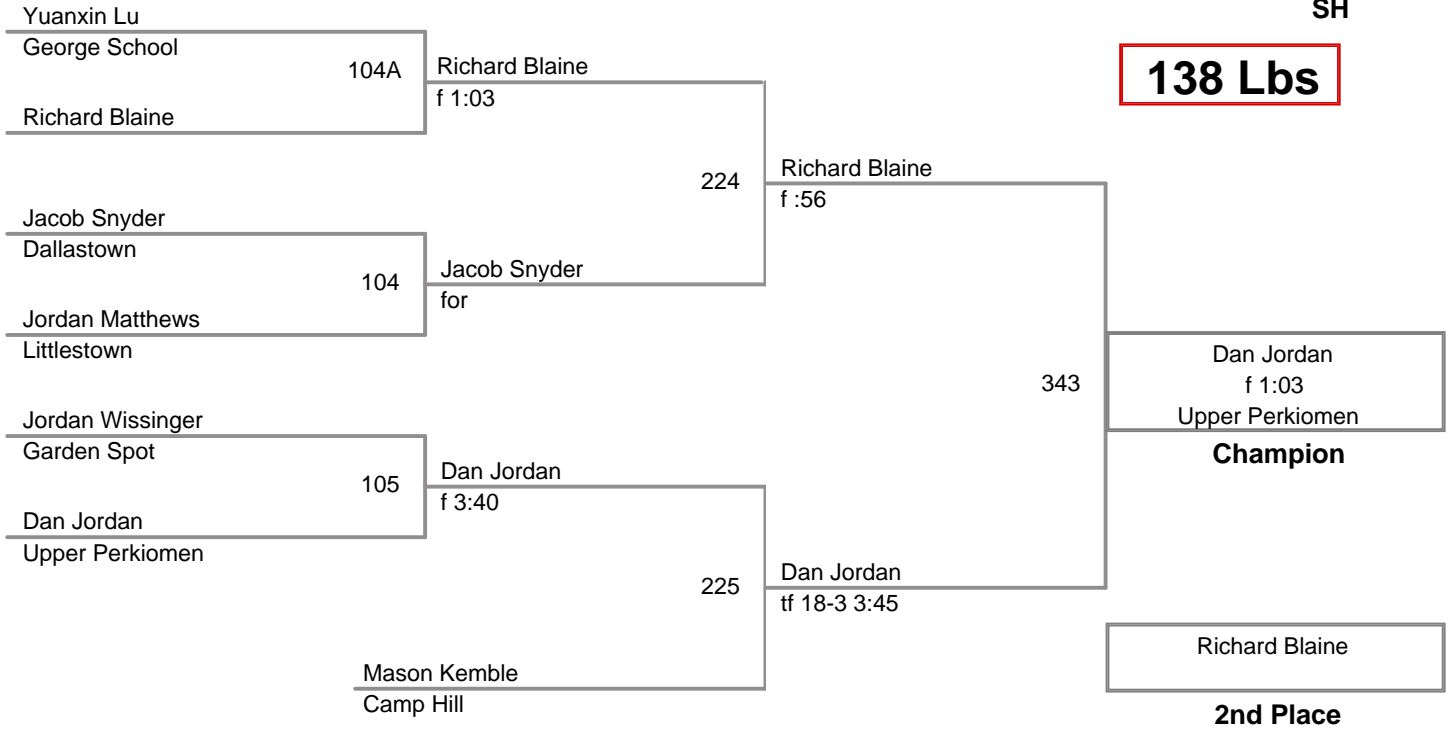 SH
138 Lbs
Yuanxin Lu
George School
104A
Richard Blaine
Richard Blaine
f 1:03
Jacob Snyder
Dallastown
104
Jordan Matthews
Littlestown
Jacob Snyder
for
224
Richard Blaine
f :56
Jordan Wissinger
Garden Spot
105
Dan Jordan
Upper Perkiomen
Dan Jordan
f 3:40
225
Mason Kemble
Camp Hill
Dan Jordan
tf 18-3 3:45
343
Dan Jordan
f 1:03
Upper Perkiomen
Champion
Richard Blaine
2nd Place